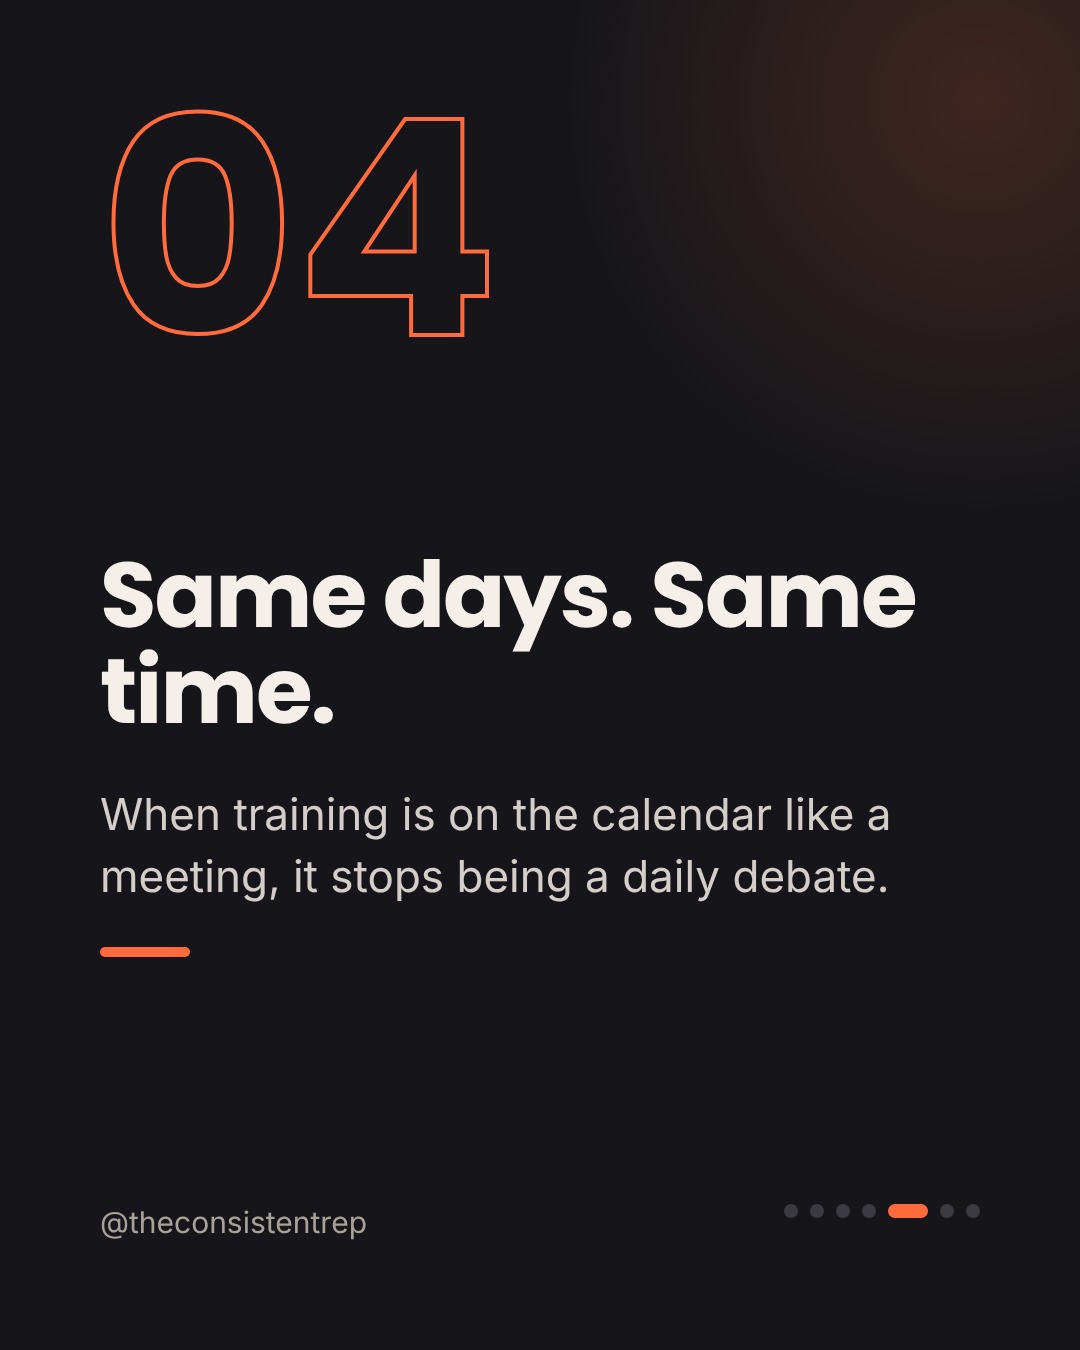 04
Same days. Same
time.
When training is on the calendar like a
meeting, it stops being a daily debate.
@theconsistentrep